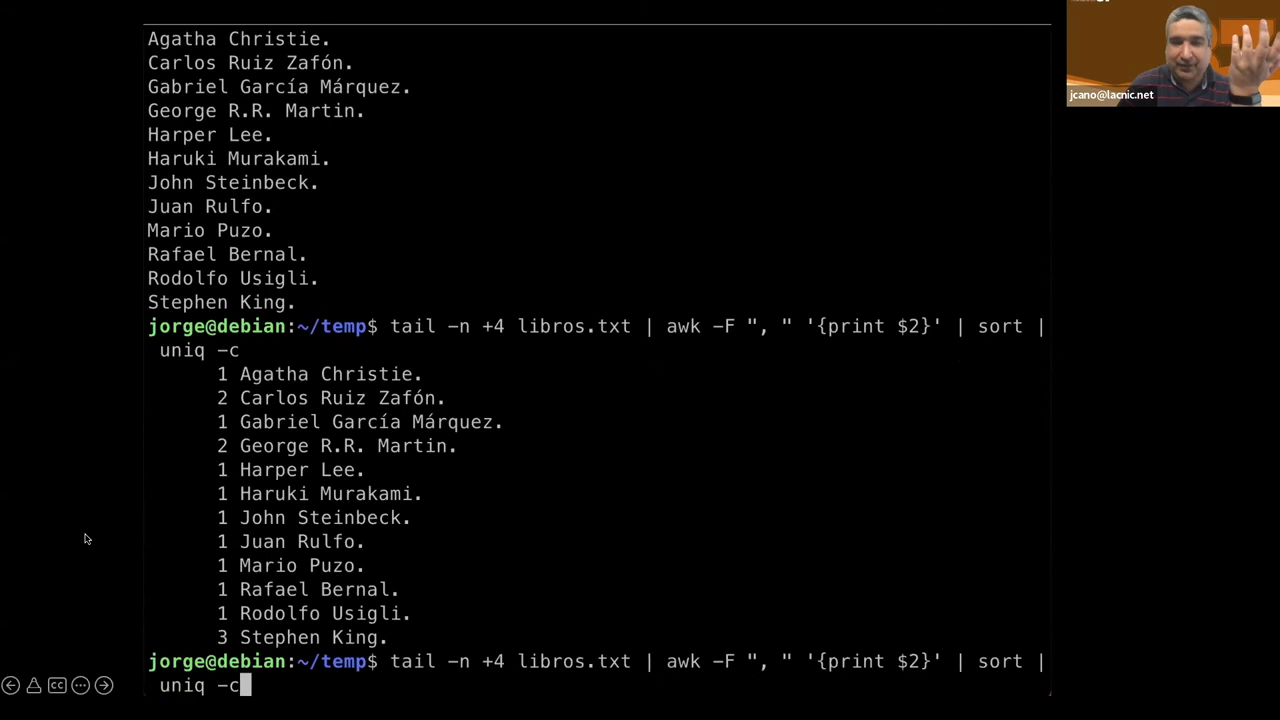 Agatha Christie.
Carlos Ruiz Zafón.
Gabriel García Márquez.
George R.R. Martin.
Harper Lee.
Haruki Murakami.
John Steinbeck.
Juan Rulfo.
Mario Puzo.
Rafael Bernal.
Rodolfo Usigli.
Stephen King.
jorge@debian:~/temp$ tail -n +4 libros.txt | awk -F ", " '{print $2}' | sort |
uniq -c
1 Agatha Christie.
2 Carlos Ruiz Zafón.
1 Gabriel García Márquez.
2 George R.R. Martin.
1 Harper Lee.
1 Haruki Murakami.
1 John Steinbeck.
1 Juan Rulfo.
1 Mario Puzo.
1 Rafael Bernal.
1 Rodolfo Usigli.
3 Stephen King.
jorge@debian:~/temp$ tail -n +4 libros.txt | awk -F ", " '{print $2}' | sort |
uniq -c
jcano@lacnic.net
CC